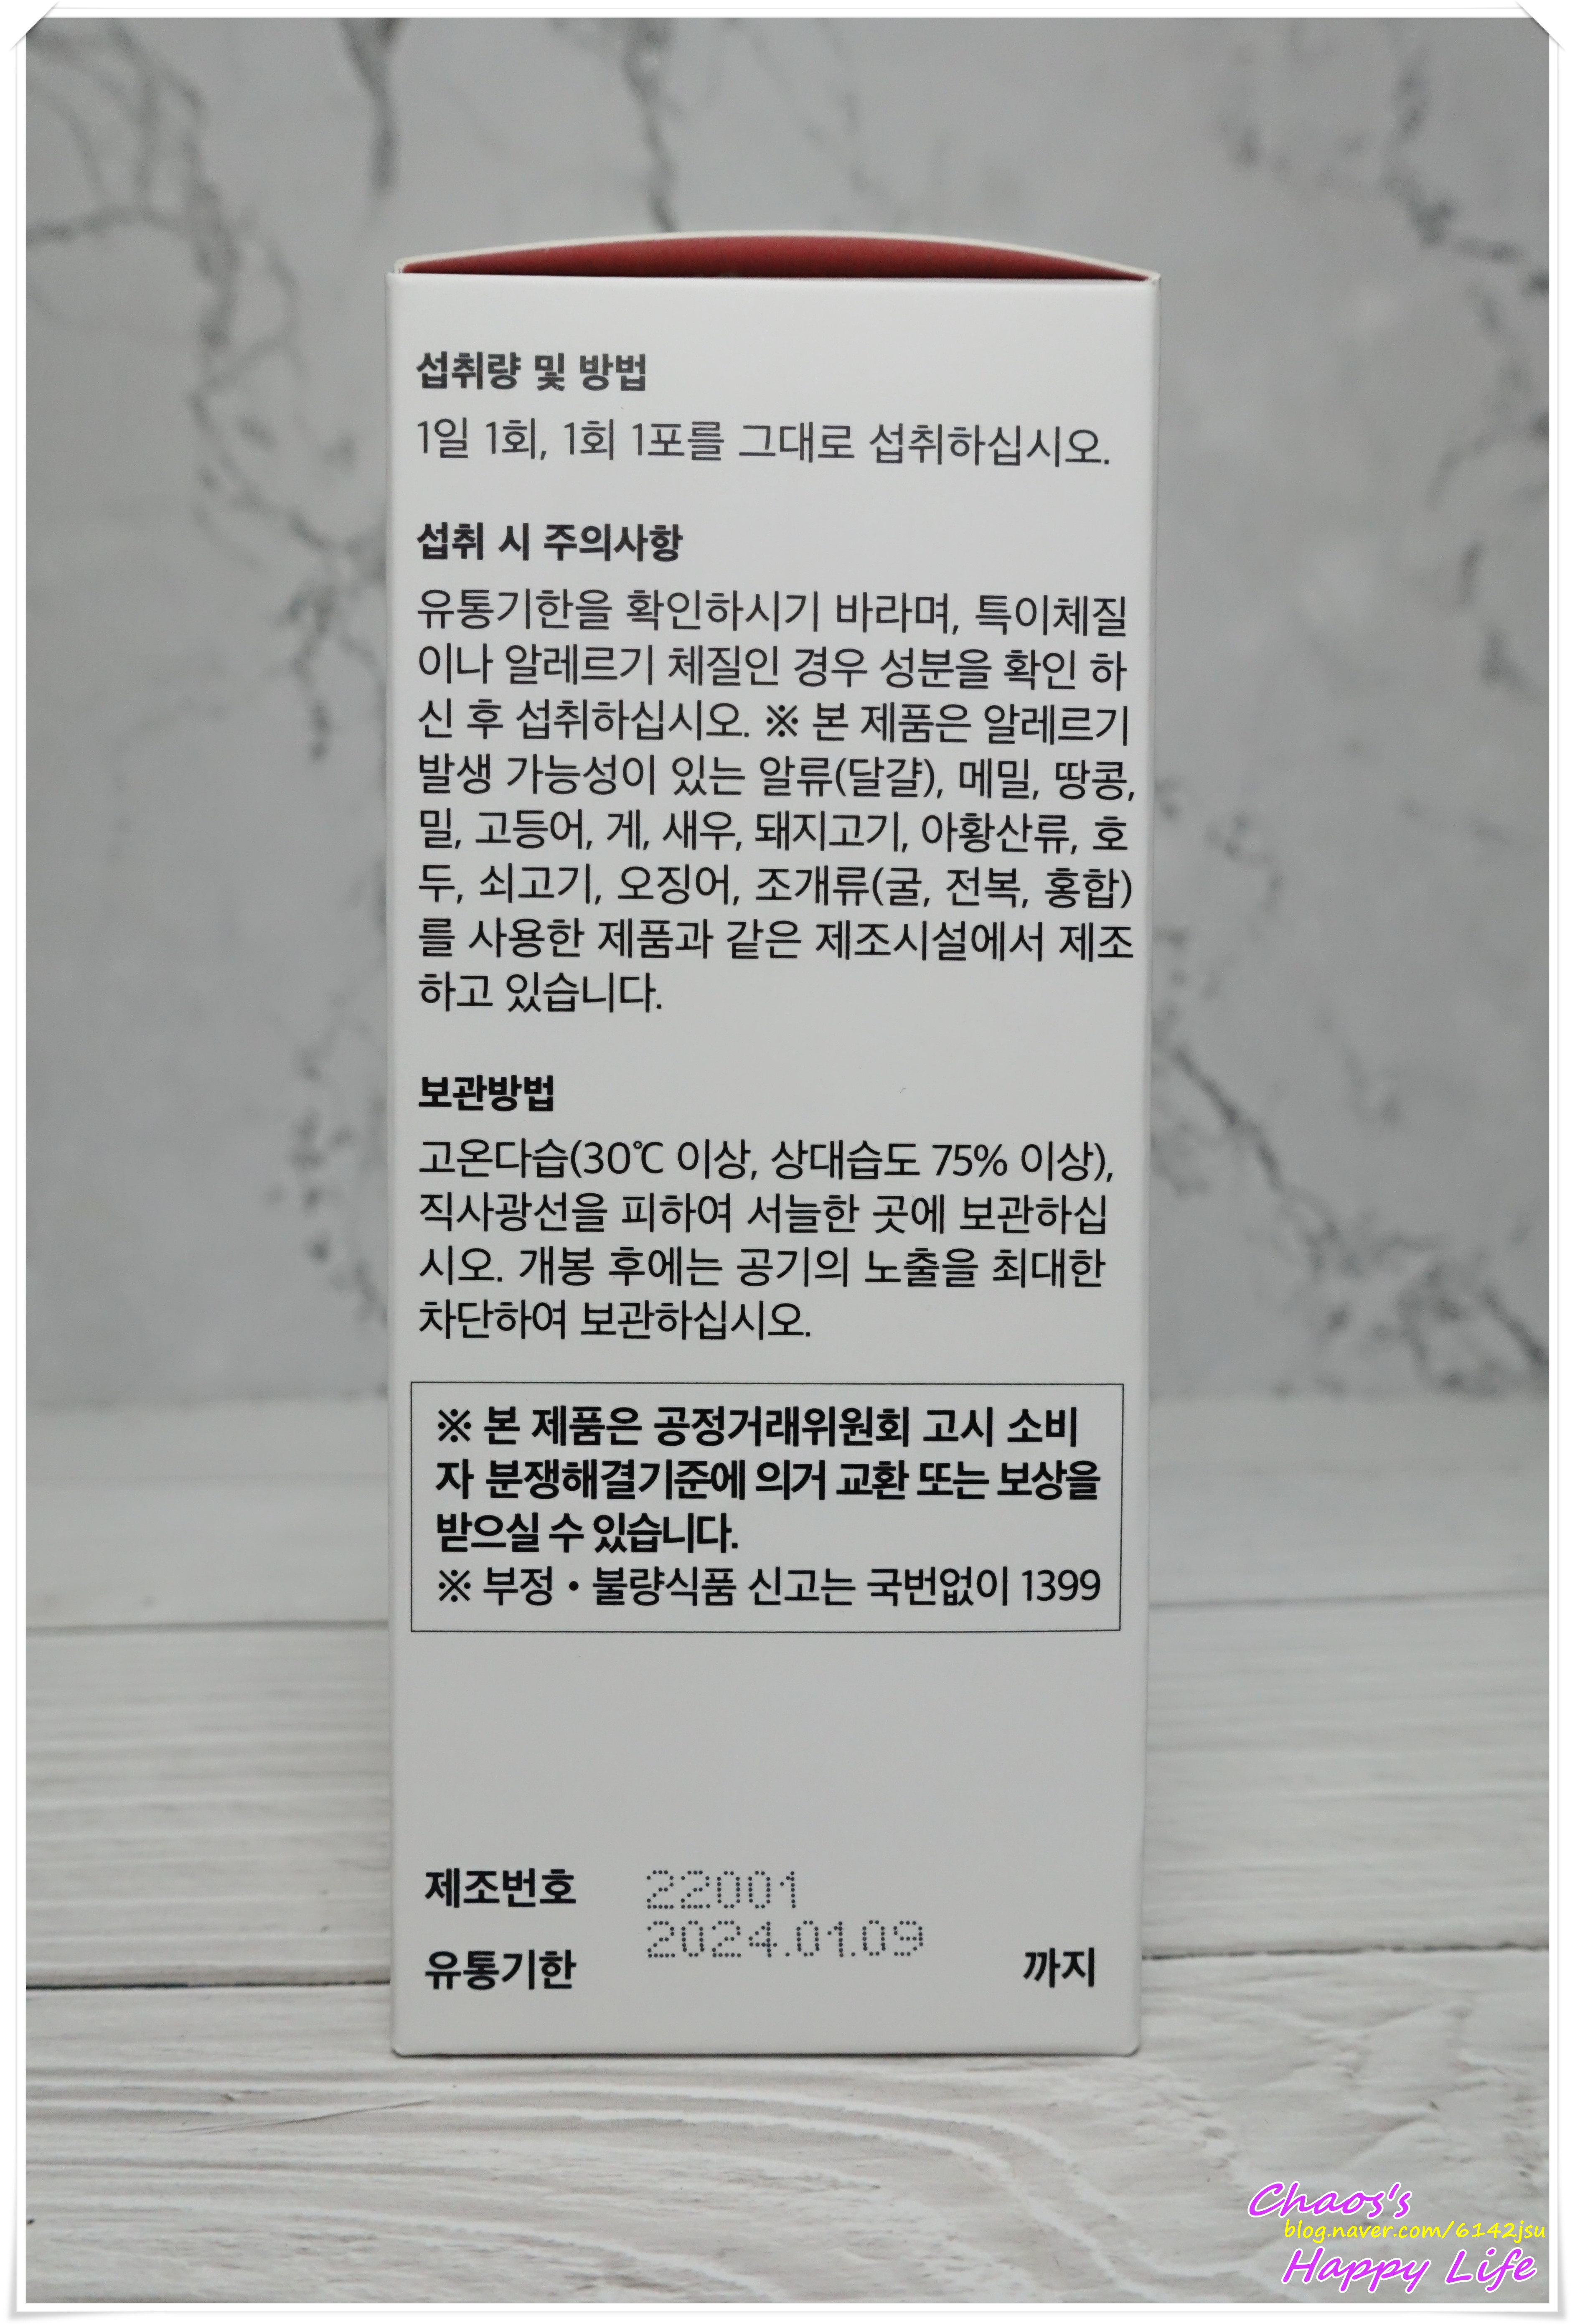 섭취량 및 방법
1일 1회, 1회 1포를 그대로 섭취하십시오.
섭취 시 주의사항
유통기한을 확인하시기 바라며, 특이체질
이나 알레르기 체질인 경우 성분을 확인 하
신 후 섭취하십시오. ※ 본 제품은 알레르기
발생 가능성이 있는 알류(달걀), 메밀, 땅콩,
밀, 고등어, 게, 새우, 돼지고기, 아황산류, 호
두, 쇠고기, 오징어, 조개류(굴, 전복, 홍합)
를 사용한 제품과 같은 제조시설에서 제조
하고 있습니다.
보관방법
고온다습(30℃ 이상, 상대습도 75% 이상),
직사광선을 피하여 서늘한 곳에 보관하십
시오. 개봉 후에는 공기의 노출을 최대한
차단하여 보관하십시오.
※ 본 제품은 공정거래위원회 고시 소비
자 분쟁해결기준에 의거 교환 또는 보상을
받으실 수 있습니다.
※ 부정・불량식품 신고는 국번없이 1399
제조번호 22001
2024.01.09
유통기한 까지
Chaos's
blog.naver.com/6142jsu
Happy Life